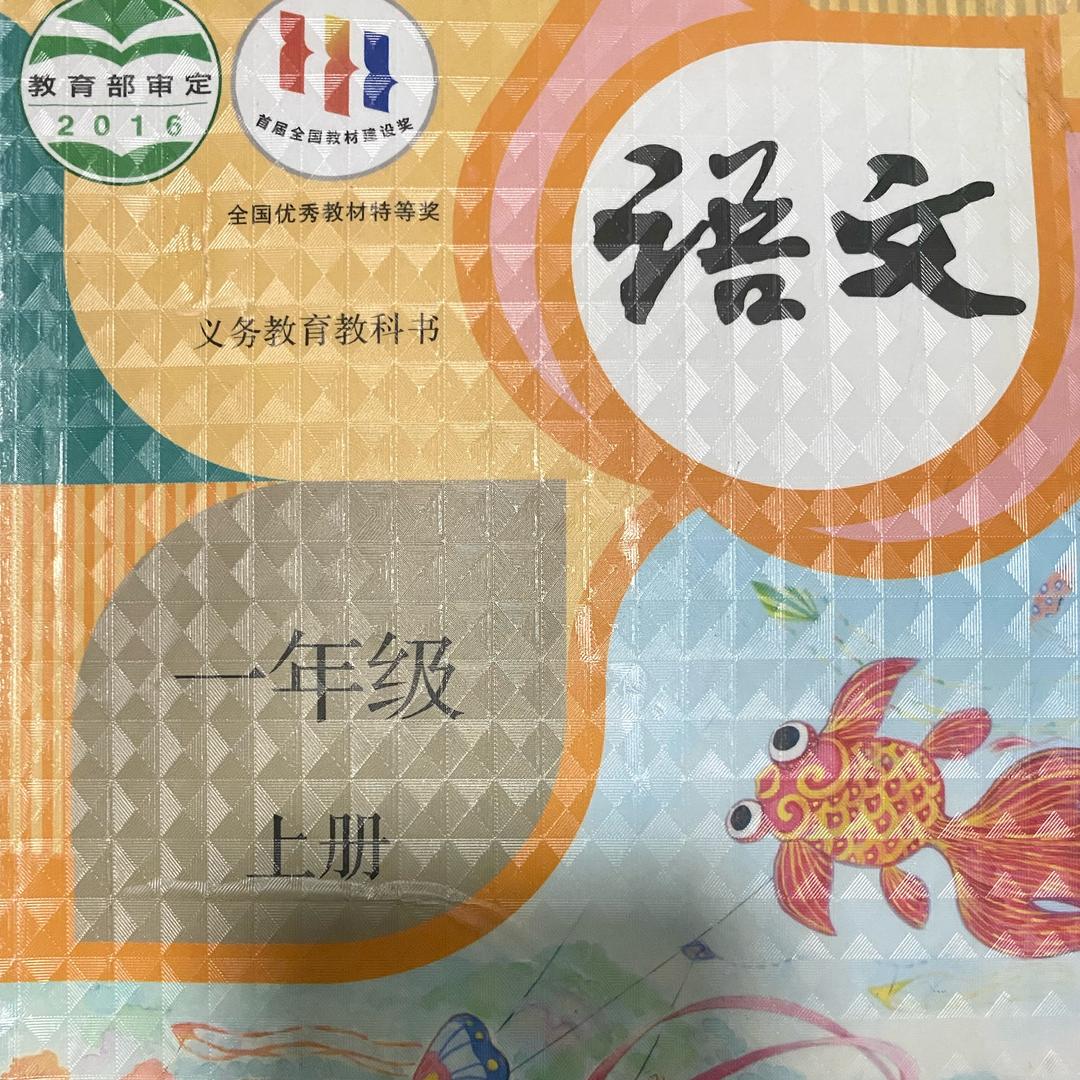 教育部审定
2016
首届全国教材建设奖
全国优秀教材特等奖
义务教育教科书
语文
一年级
上册